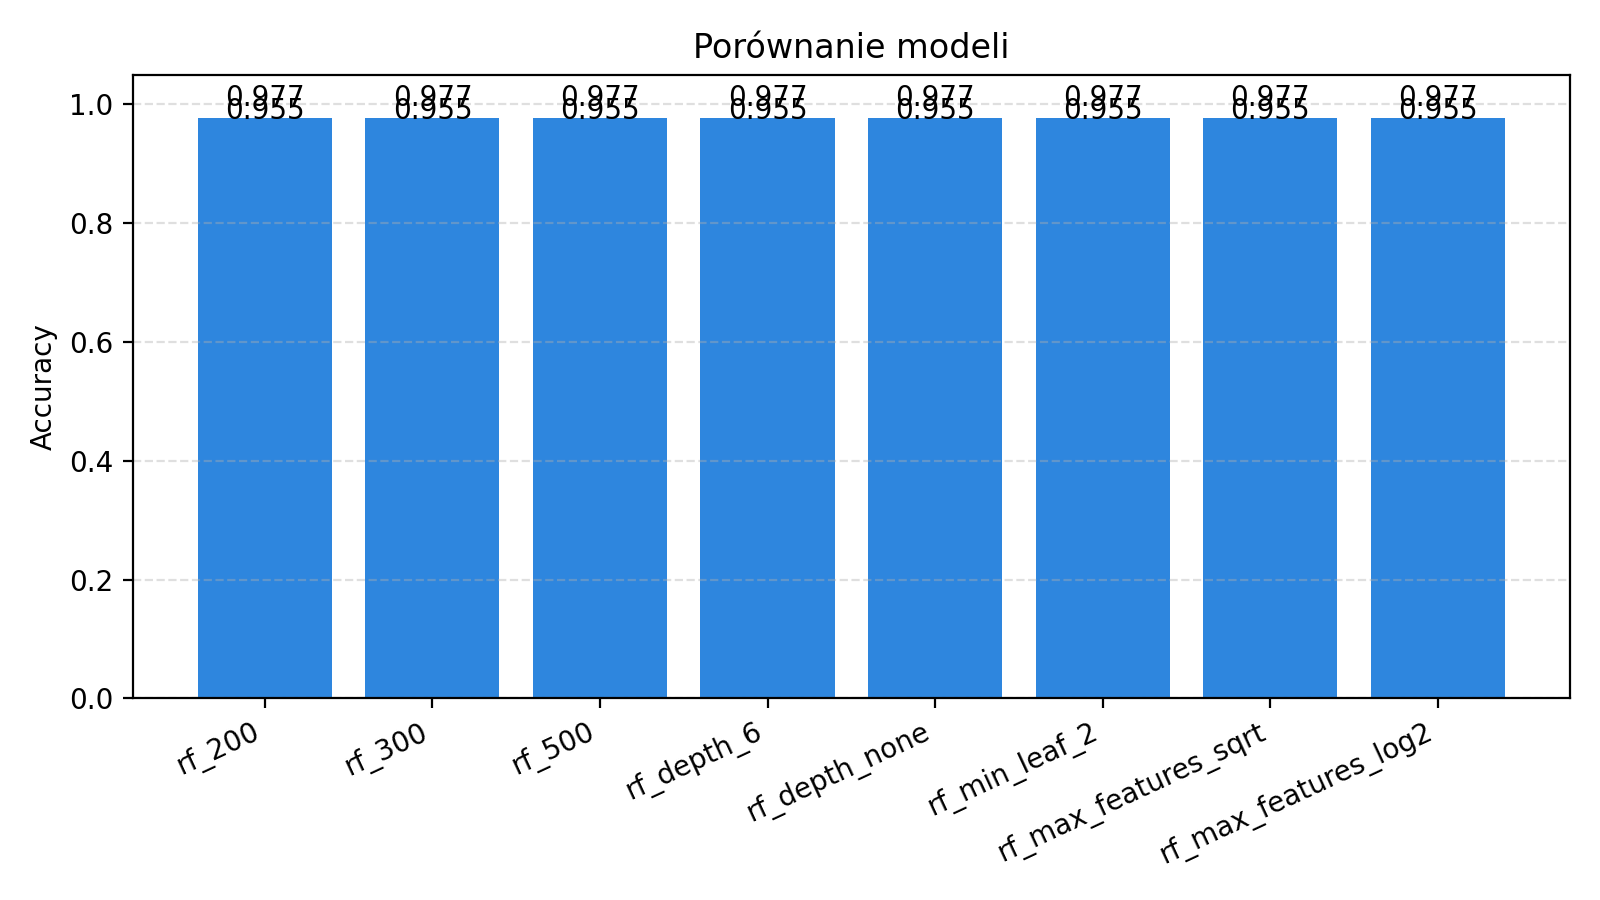 Porównanie modeli
0.977 0.977 0.977 0.977 0.977 0.977 0.977 0.977
0.955 0.955 0.955 0.955 0.955 0.955 0.955 0.955
1.0
0.8
0.6
0.4
0.2
0.0
Accuracy
rf_200
rf_300
rf_500
rf_depth_6
rf_depth_none
rf_min_leaf_2
rf_max_features_sqrt
rf_max_features_log2